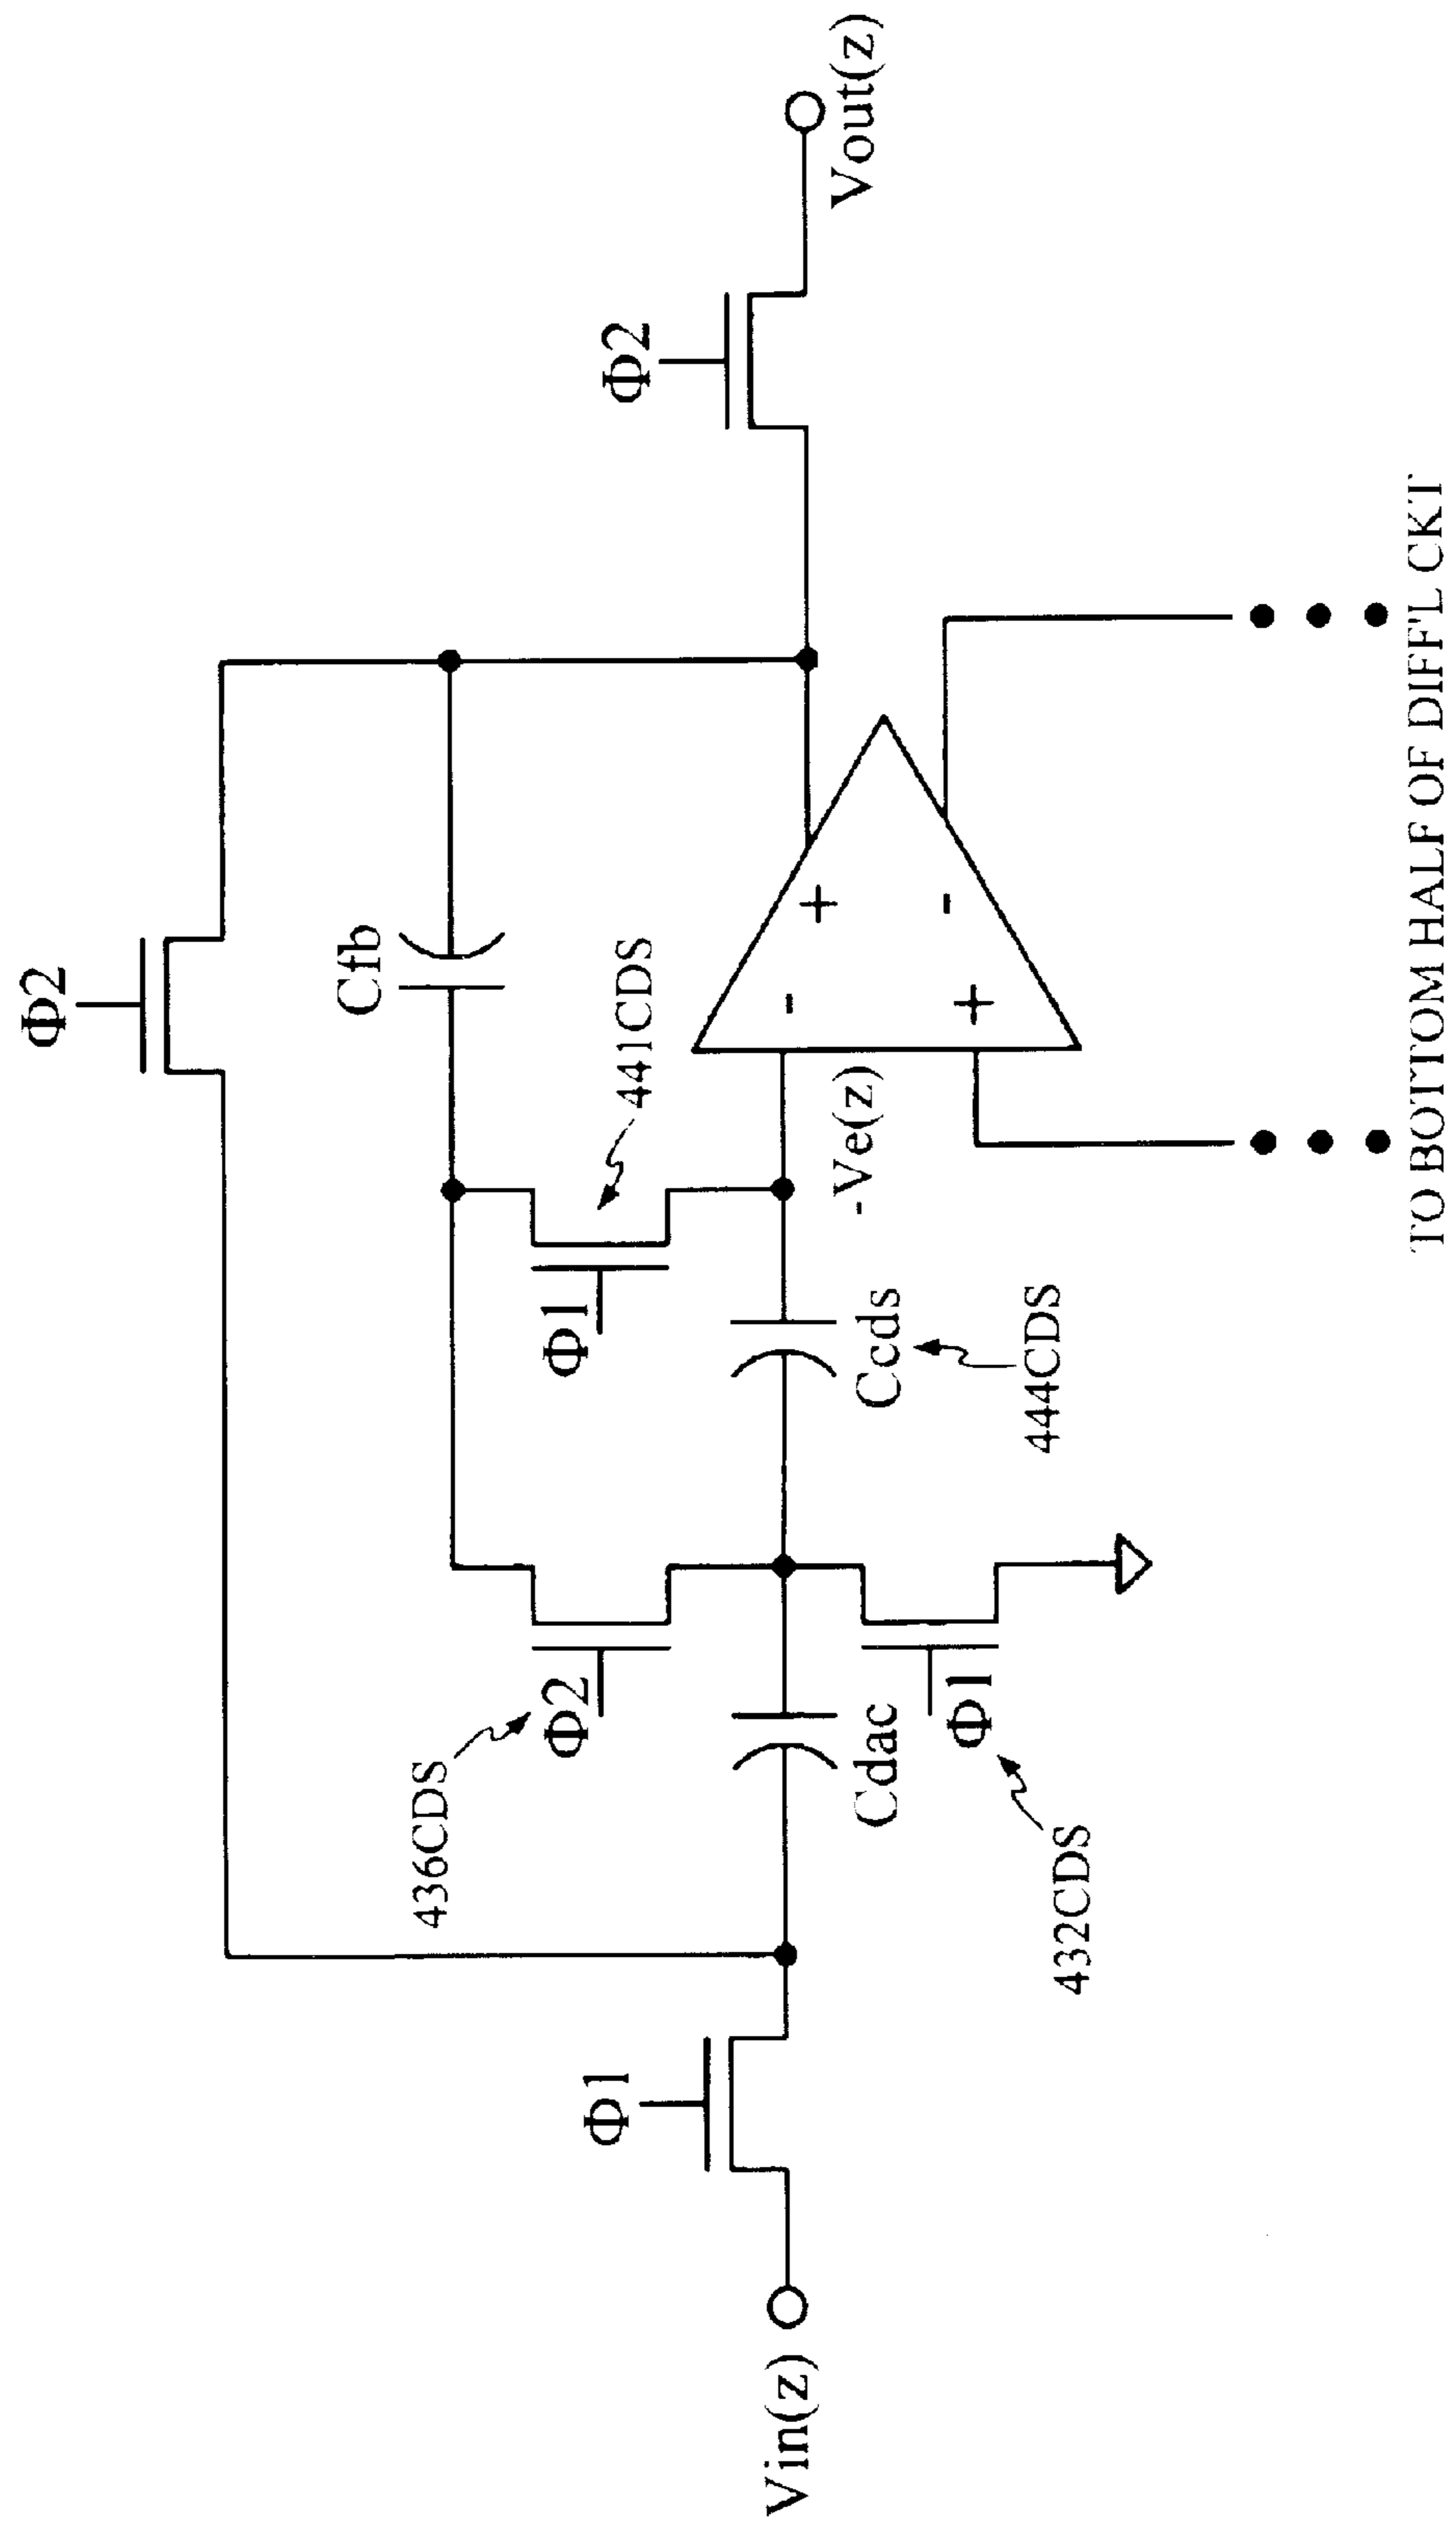 Φ2
Cfb
Φ2
Vout(z)
441CDS
Φ1
436CDS
Φ2
-
+
-Ve(z)
+
-
Φ1
Vin(z)
Cdac
Ccds
444CDS
Φ1
432CDS
TO BOTTOM HALF OF DIFF'L CKT